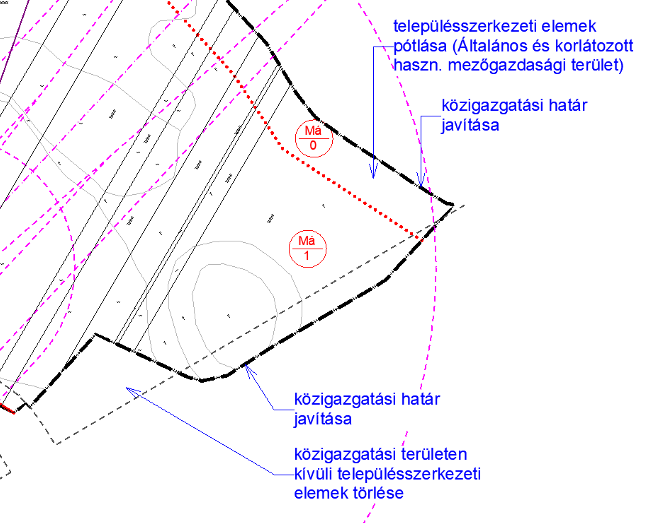 településszerkezeti elemek
pótlása (Általános és korlátozott
haszn. mezőgazdasági terület)
közigazgatási határ
javítása
Má
0
Má
1
közigazgatási határ
javítása
közigazgatási területen
kívüli településszerkezeti
elemek törlése